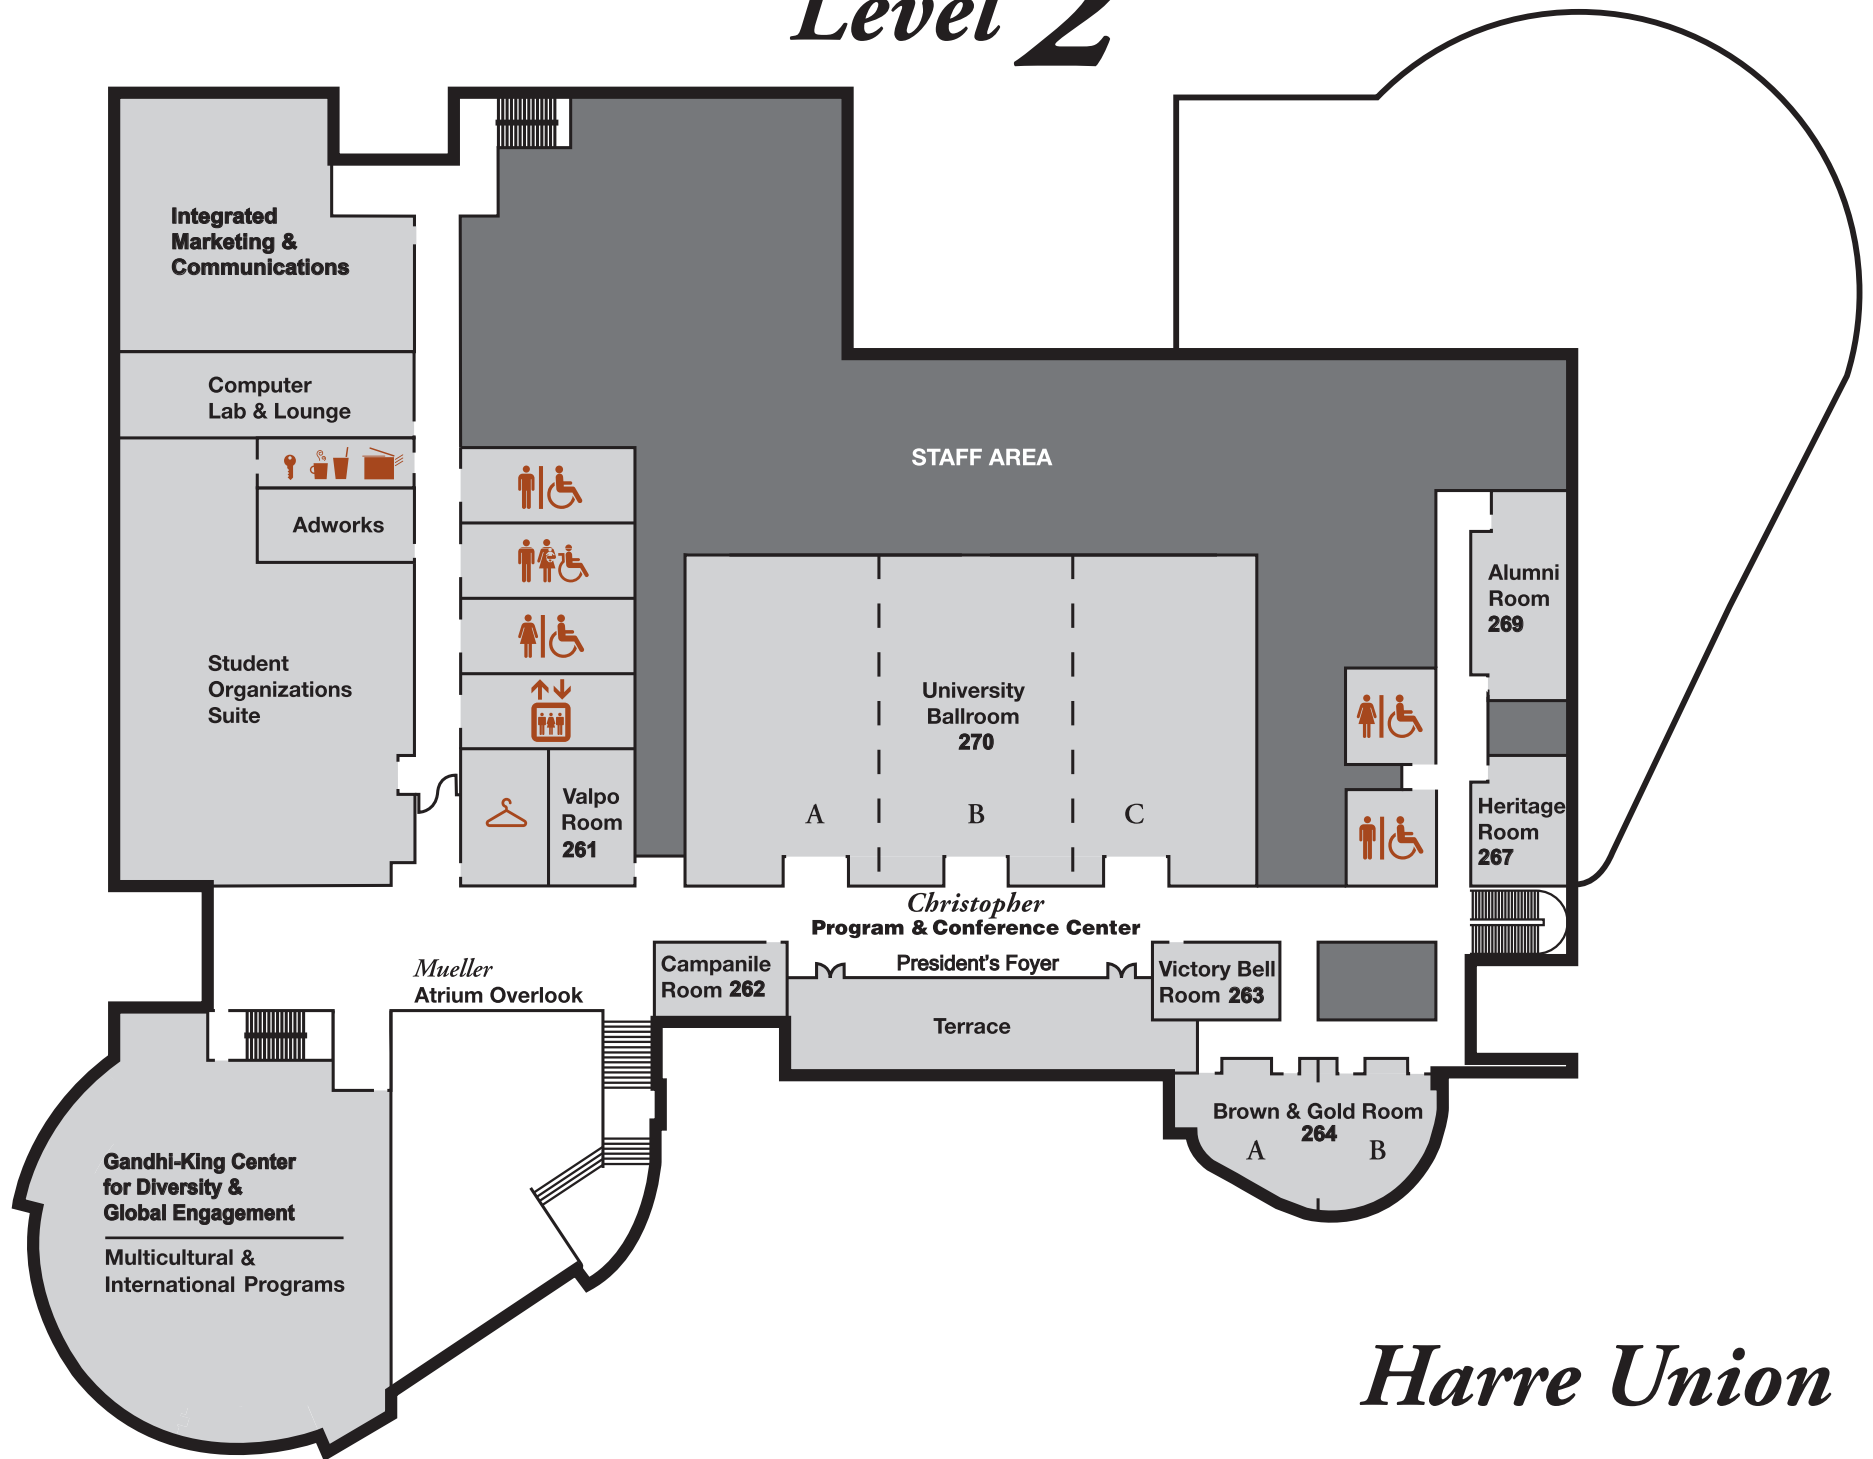 Level 2
Integrated
Marketing &
Communications
Computer
Lab & Lounge
Adworks
Student
Organizations
Suite
STAFF AREA
Valpo
Room
261
University
Ballroom
270
A
B
C
Alumni
Room
269
Heritage
Room
267
Christopher
Program & Conference Center
President's Foyer
Mueller
Atrium Overlook
Campanile
Room 262
Victory Bell
Room 263
Terrace
Brown & Gold Room
264
A
B
Gandhi-King Center
for Diversity &
Global Engagement
Multicultural &
International Programs
Harre Union